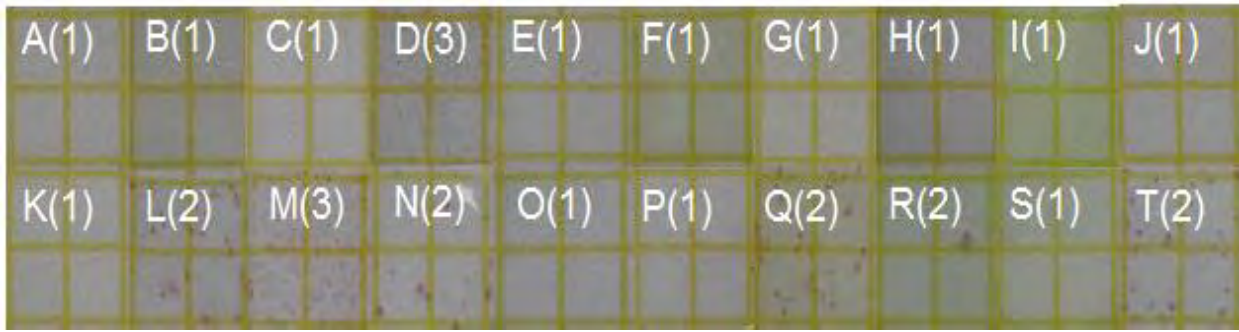 A(1) B(1) C(1) D(3) E(1) F(1) G(1) H(1) I(1) J(1)
K(1) L(2) M(3) N(2) O(1) P(1) Q(2) R(2) S(1) T(2)